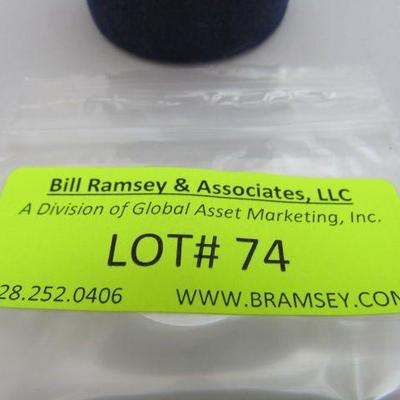 Bill Ramsey & Associates, LLC
A Division of Global Asset Marketing, Inc.
LOT# 74
28.252.0406 WWW.BRAMSEY.COM